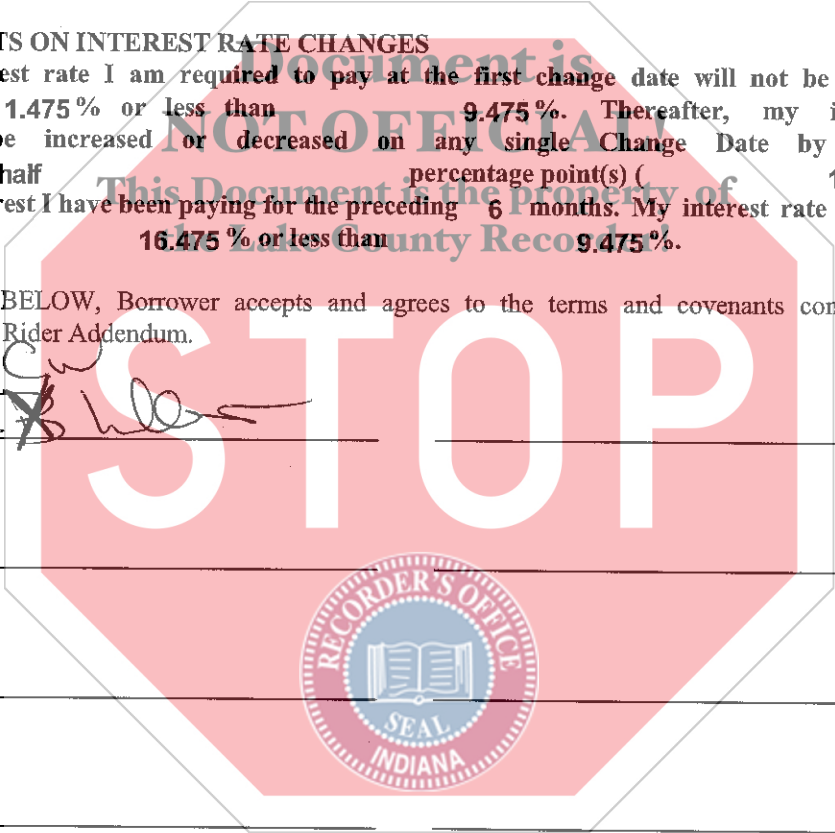 TS ON INTEREST RATE CHANGES
est rate I am required to pay at the first change date will not be
1.475 % or less than 9.475 %. Thereafter, my i
be increased or decreased on any single Change Date by
half percentage point(s) ( 1
rest I have been paying for the preceding 6 months. My interest rate
16.475 % or less than 9.475 %.
BELOW, Borrower accepts and agrees to the terms and covenants con
Rider Addendum.
Document is
NOT OFFICIAL!
This Document is the property of
the Lake County Recorder!
STOP
RECORDER'S OFFICE
SEAL
INDIANA